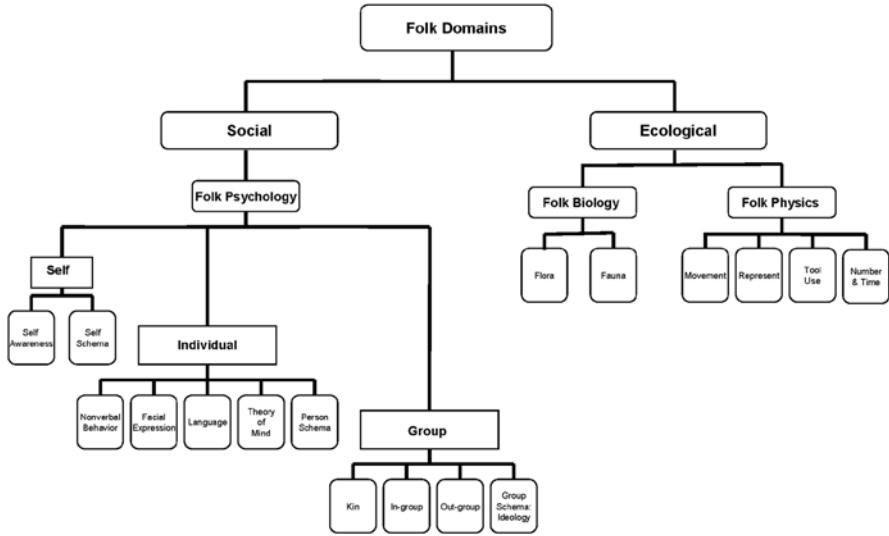 Folk Domains
Social
Ecological
Folk Psychology
Folk Biology
Folk Physics
Flora
Fauna
Movement
Represent
Tool
Use
Number
& Time
Self
Self
Awareness
Self
Schema
Individual
Nonverbal
Behavior
Facial
Expression
Language
Theory
of
Mind
Person
Schema
Group
Kin
In-group
Out-group
Group
Schema:
Ideology